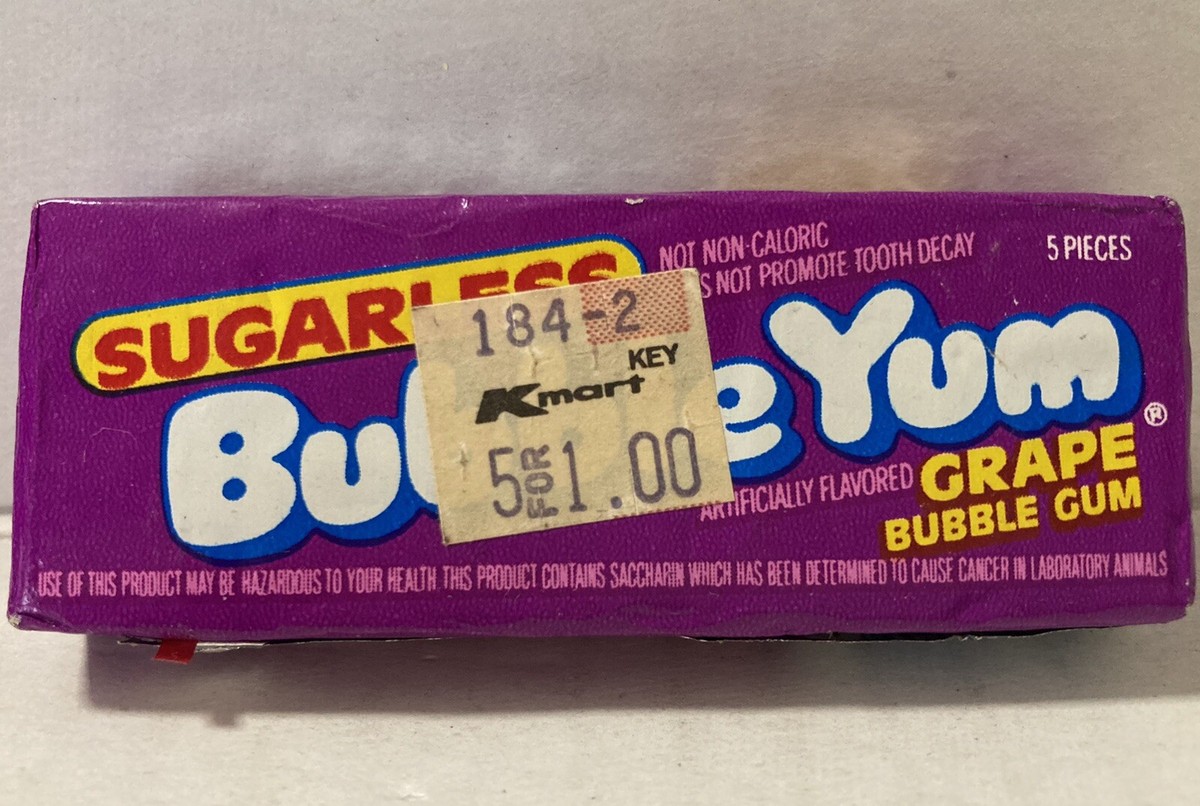 SUGARLESS
NOT NON-CALORIC
S NOT PROMOTE TOOTH DECAY
5 PIECES
184-2
KEY
Kmart
5 FOR 1.00
Bu e Yum®
ARTIFICIALLY FLAVORED
GRAPE
BUBBLE GUM
USE OF THIS PRODUCT MAY BE HAZARDOUS TO YOUR HEALTH THIS PRODUCT CONTAINS SACCHARIN WHICH HAS BEEN DETERMINED TO CAUSE CANCER IN LABORATORY ANIMALS